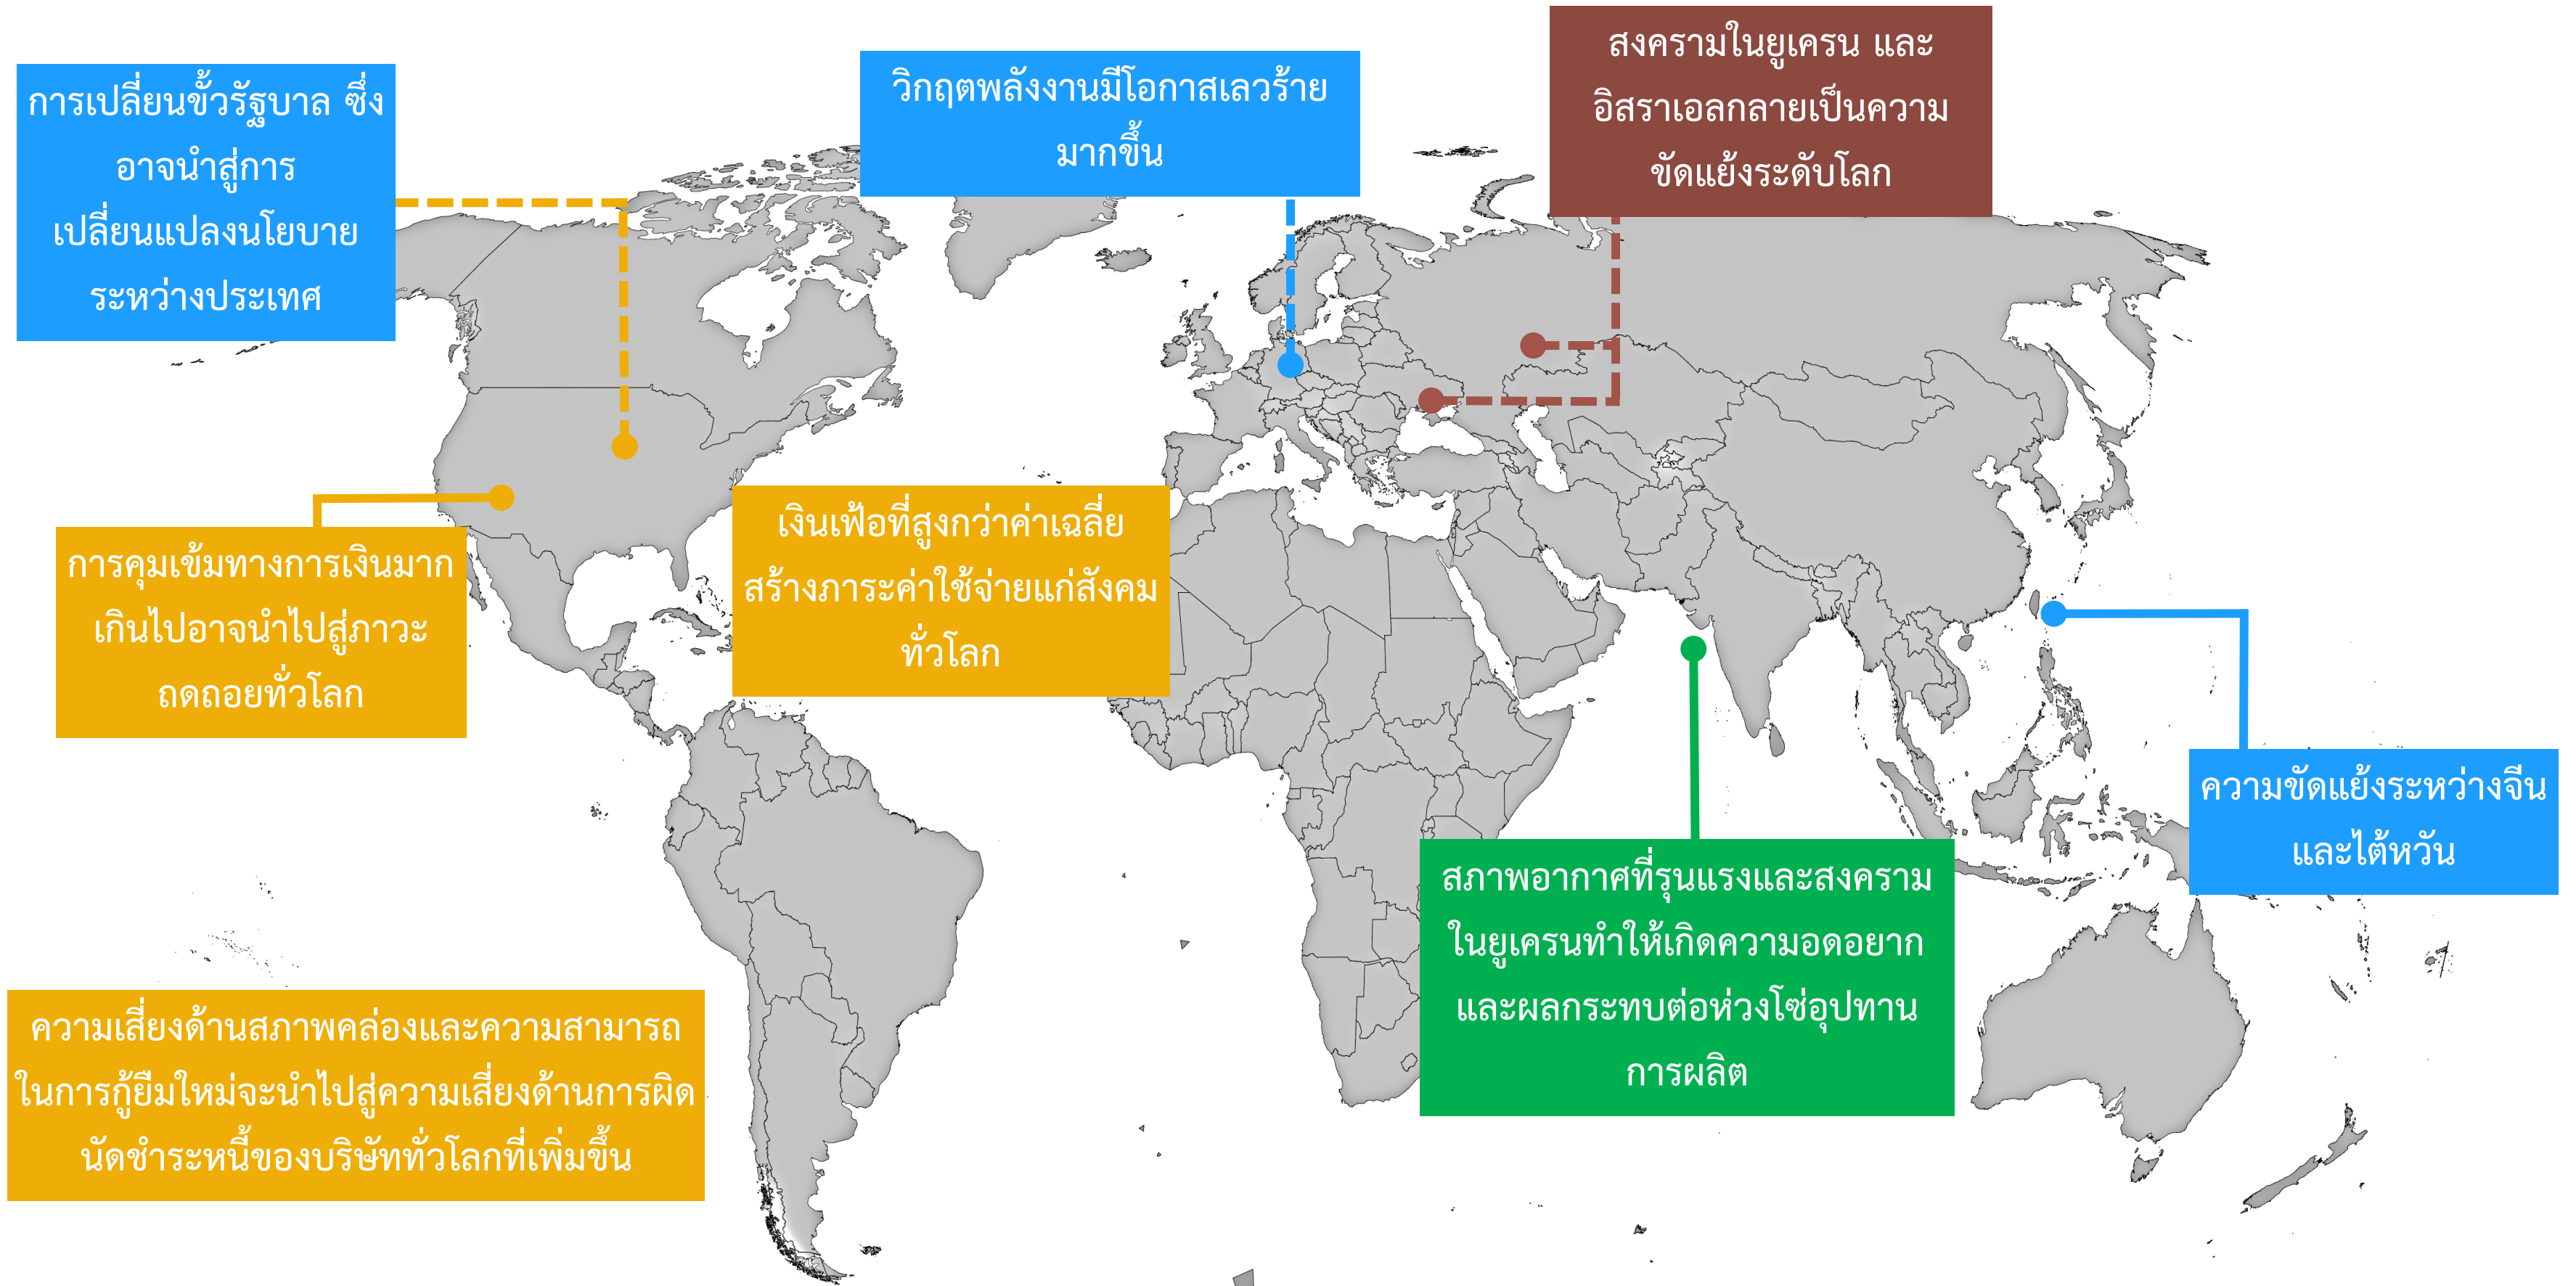 การเปลี่ยนขั้วรัฐบาล ซึ่ง
อาจนำสู่การ
เปลี่ยนแปลงนโยบาย
ระหว่างประเทศ
วิกฤตพลังงานมีโอกาสเลวร้าย
มากขึ้น
สงครามในยูเครน และ
อิสราเอลกลายเป็นความ
ขัดแย้งระดับโลก
การคุมเข้มทางการเงินมาก
เกินไปอาจนำไปสู่ภาวะ
ถดถอยทั่วโลก
เงินเฟ้อที่สูงกว่าค่าเฉลี่ย
สร้างภาระค่าใช้จ่ายแก่สังคม
ทั่วโลก
ความขัดแย้งระหว่างจีน
และไต้หวัน
สภาพอากาศที่รุนแรงและสงคราม
ในยูเครนทำให้เกิดความอดอยาก
และผลกระทบต่อห่วงโซ่อุปทาน
การผลิต
ความเสี่ยงด้านสภาพคล่องและความสามารถ
ในการกู้ยืมใหม่จะนำไปสู่ความเสี่ยงด้านการผิด
นัดชำระหนี้ของบริษัททั่วโลกที่เพิ่มขึ้น